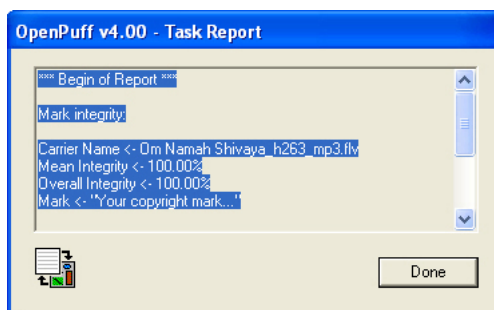 OpenPuff v4.00 - Task Report
*** Begin of Report ***
Mark integrity:
Carrier Name <- Om Namah Shivaya_h263_mp3.flv
Mean Integrity <- 100.00%
Overall Integrity <- 100.00%
Mark <- "Your copyright mark..."
Done